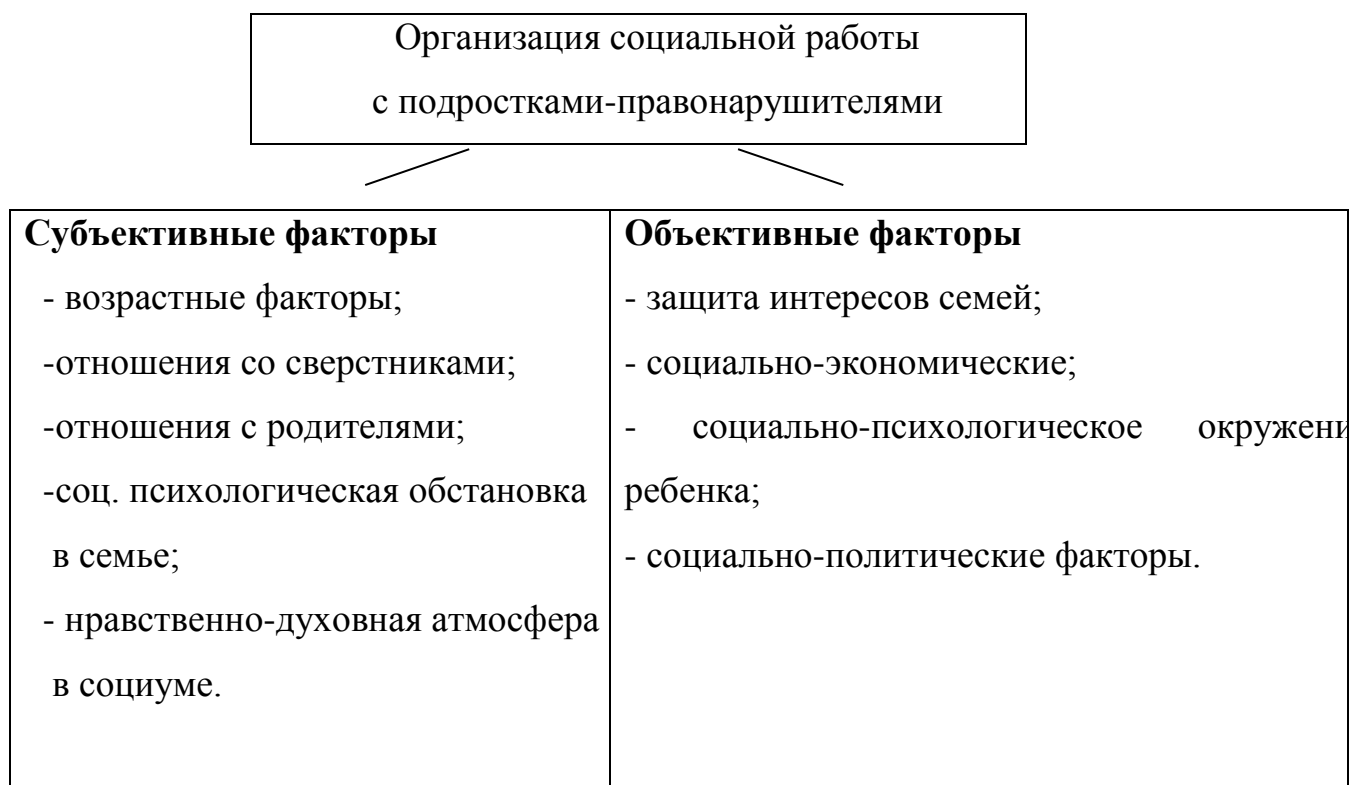 Организация социальной работы
с подростками-правонарушителями
Субъективные факторы
- возрастные факторы;
-отношения со сверстниками;
-отношения с родителями;
-соц. психологическая обстановка
в семье;
- нравственно-духовная атмосфера
в социуме.
Объективные факторы
- защита интересов семей;
- социально-экономические;
- социально-психологическое окружени
ребенка;
- социально-политические факторы.